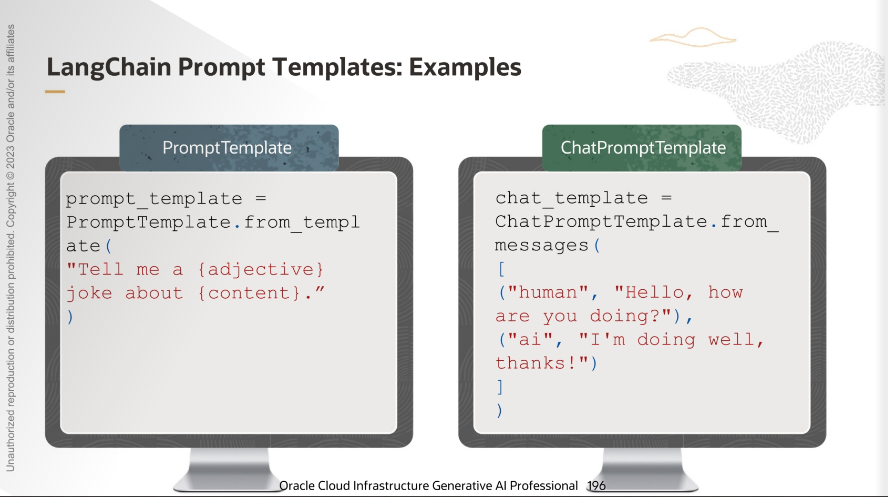 LangChain Prompt Templates: Examples
PromptTemplate
prompt_template =
PromptTemplate.from_templ
ate(
"Tell me a {adjective}
joke about {content}.”
)
ChatPromptTemplate
chat_template =
ChatPromptTemplate.from_
messages(
[
("human", "Hello, how
are you doing?"),
("ai", "I'm doing well,
thanks!")
]
)
Oracle Cloud Infrastructure Generative AI Professional 196
Unauthorized reproduction or distribution prohibited. Copyright © 2023 Oracle and/or its affiliates